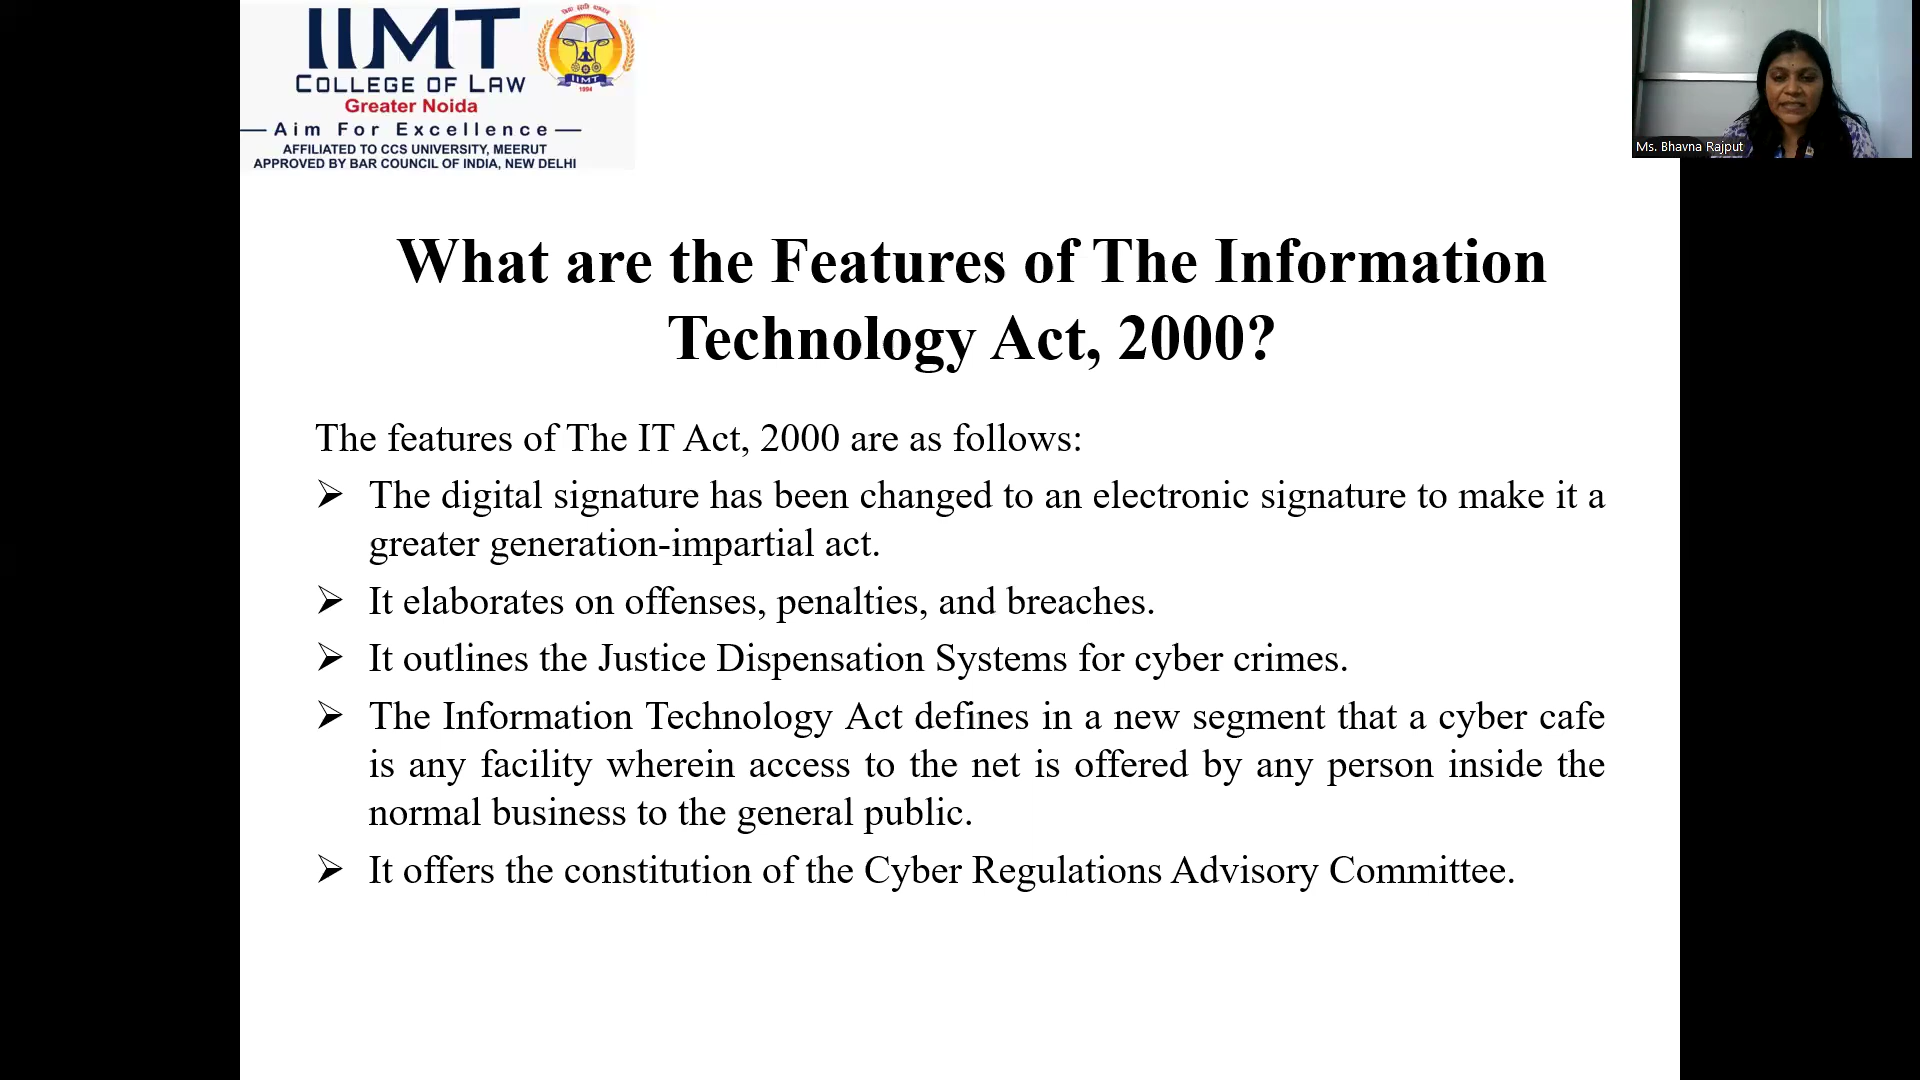 IIMT
COLLEGE OF LAW
Greater Noida
Aim For Excellence
AFFILIATED TO CCS UNIVERSITY, MEERUT
APPROVED BY BAR COUNCIL OF INDIA, NEW DELHI
IIMT
1994
Ms. Bhavna Rajput
What are the Features of The Information
Technology Act, 2000?
The features of The IT Act, 2000 are as follows:
➢ The digital signature has been changed to an electronic signature to make it a
greater generation-impartial act.
➢ It elaborates on offenses, penalties, and breaches.
➢ It outlines the Justice Dispensation Systems for cyber crimes.
➢ The Information Technology Act defines in a new segment that a cyber cafe
is any facility wherein access to the net is offered by any person inside the
normal business to the general public.
➢ It offers the constitution of the Cyber Regulations Advisory Committee.